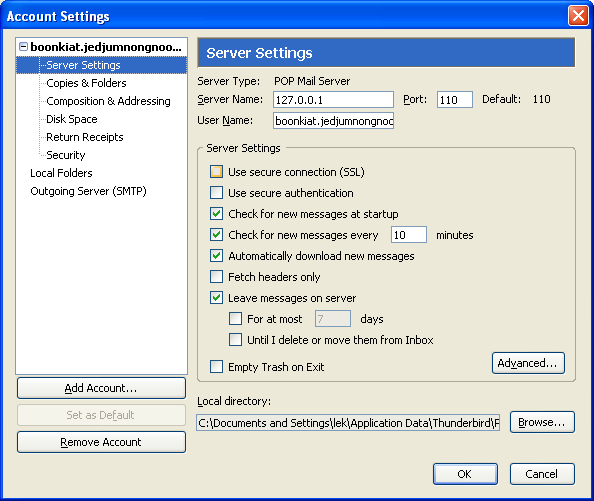 Account Settings
boonkiat.jedjumnongnoo...
Server Settings
Copies & Folders
Composition & Addressing
Disk Space
Return Receipts
Security
Local Folders
Outgoing Server (SMTP)
Add Account...
Set as Default
Remove Account
Server Settings
Server Type: POP Mail Server
Server Name: 127.0.0.1 Port: 110 Default: 110
User Name: boonkiat.jedjumnongnoo
Server Settings
Use secure connection (SSL)
Use secure authentication
Check for new messages at startup
Check for new messages every 10 minutes
Automatically download new messages
Fetch headers only
Leave messages on server
For at most 7 days
Until I delete or move them from Inbox
Empty Trash on Exit
Advanced...
Local directory:
C:\Documents and Settings\lek\Application Data\Thunderbird\P
Browse...
OK Cancel